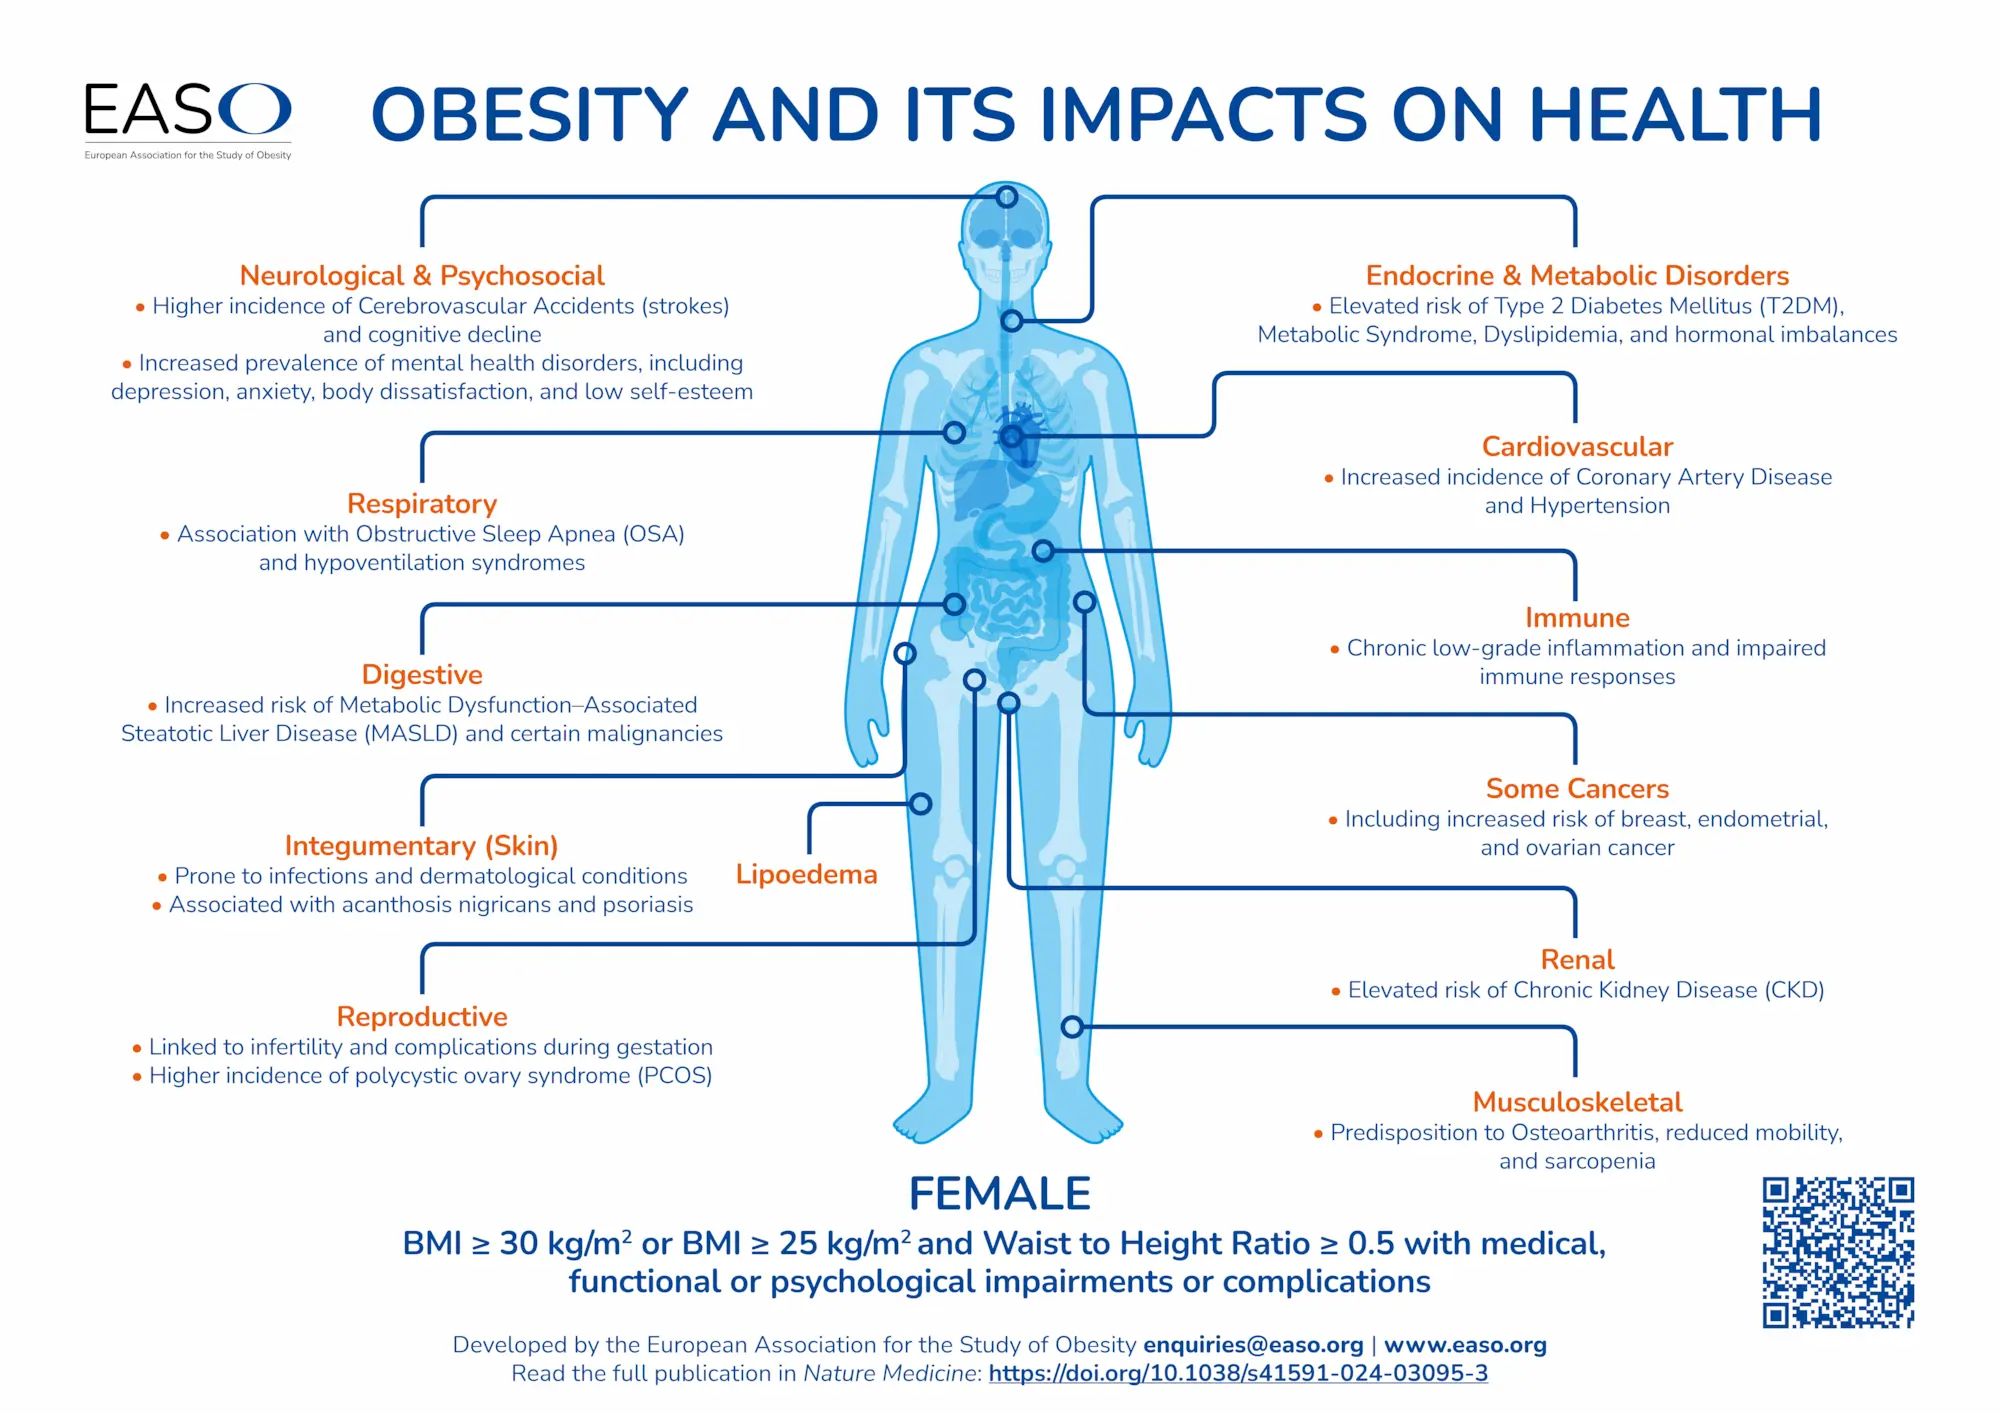 EASO
European Association for the Study of Obesity
OBESITY AND ITS IMPACTS ON HEALTH
Neurological & Psychosocial
• Higher incidence of Cerebrovascular Accidents (strokes)
and cognitive decline
• Increased prevalence of mental health disorders, including
depression, anxiety, body dissatisfaction, and low self-esteem
Respiratory
• Association with Obstructive Sleep Apnea (OSA)
and hypoventilation syndromes
Digestive
• Increased risk of Metabolic Dysfunction–Associated
Steatotic Liver Disease (MASLD) and certain malignancies
Integumentary (Skin)
• Prone to infections and dermatological conditions
• Associated with acanthosis nigricans and psoriasis
Lipoedema
Reproductive
• Linked to infertility and complications during gestation
• Higher incidence of polycystic ovary syndrome (PCOS)
Endocrine & Metabolic Disorders
• Elevated risk of Type 2 Diabetes Mellitus (T2DM),
Metabolic Syndrome, Dyslipidemia, and hormonal imbalances
Cardiovascular
• Increased incidence of Coronary Artery Disease
and Hypertension
Immune
• Chronic low-grade inflammation and impaired
immune responses
Some Cancers
• Including increased risk of breast, endometrial,
and ovarian cancer
Renal
• Elevated risk of Chronic Kidney Disease (CKD)
Musculoskeletal
• Predisposition to Osteoarthritis, reduced mobility,
and sarcopenia
FEMALE
BMI ≥ 30 kg/m² or BMI ≥ 25 kg/m² and Waist to Height Ratio ≥ 0.5 with medical,
functional or psychological impairments or complications
Developed by the European Association for the Study of Obesity enquiries@easo.org | www.easo.org
Read the full publication in Nature Medicine: https://doi.org/10.1038/s41591-024-03095-3